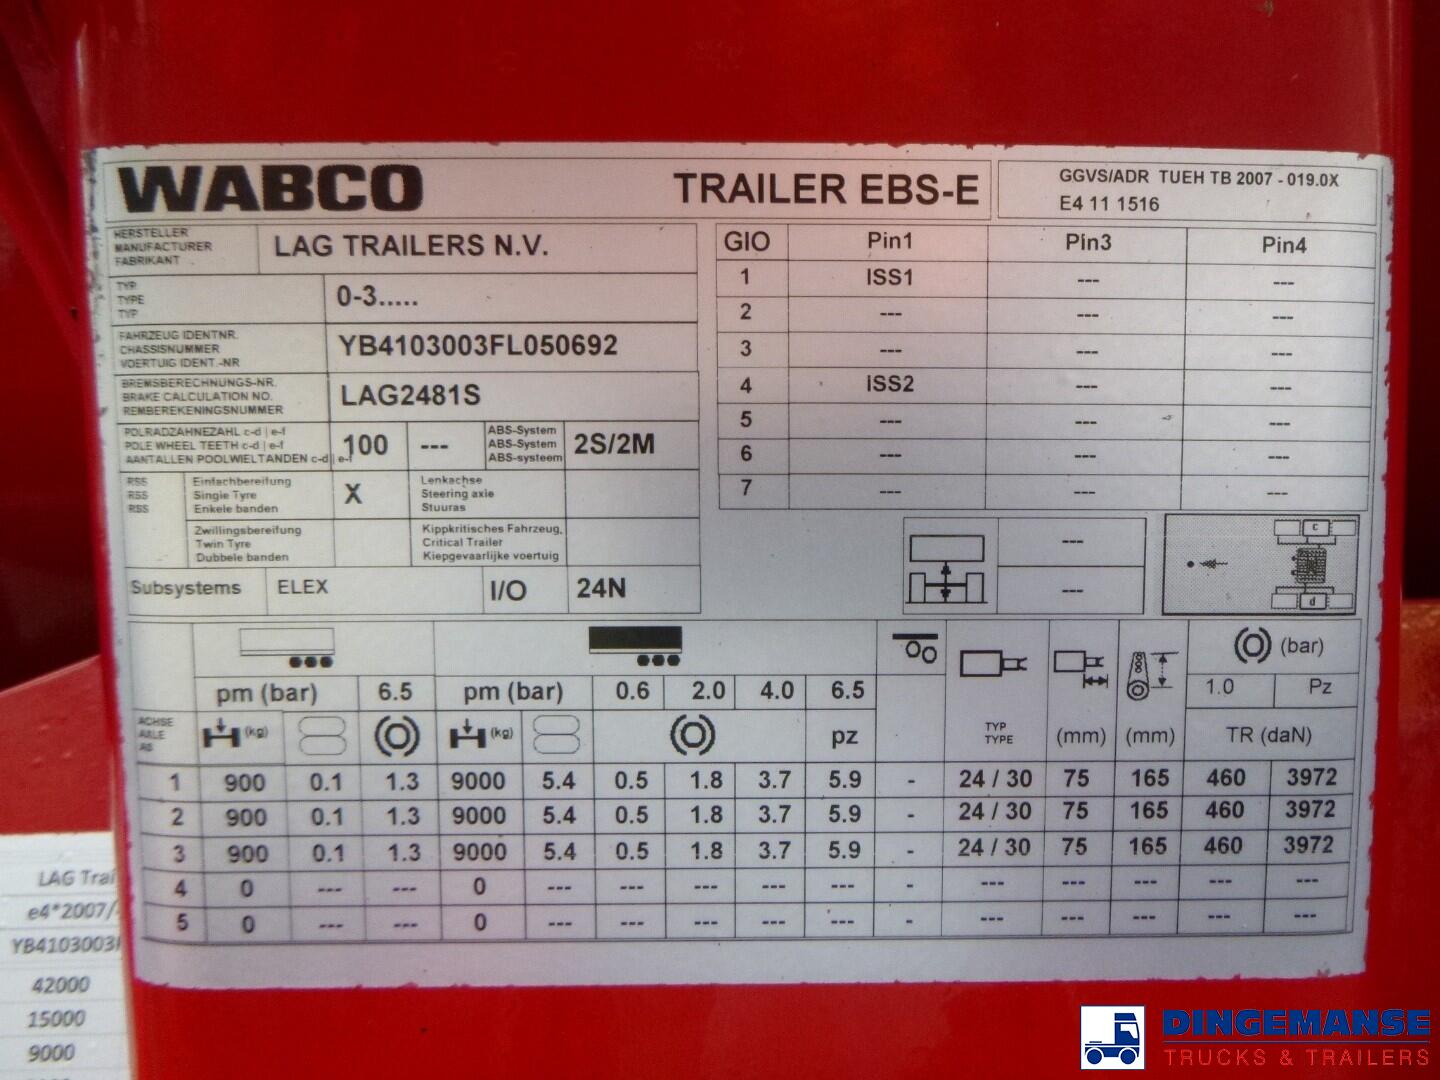 WABCO TRAILER EBS-E
GGVS/ADR TUEH TB 2007 - 019.0X
E4 11 1516
HERSTELLER
MANUFACTURER
FABRIKANT
LAG TRAILERS N.V.
TYP
TYPE
TYP
0-3.....
FAHRZEUG IDENTNR.
CHASSISNUMMER
VOERTUIG IDENT.-NR
YB4103003FL050692
BREMSBERECHNUNGS-NR.
BRAKE CALCULATION NO.
REMBEREKENINGSNUMMER
LAG2481S
POLRADZAHNEZAHL c-d | e-f
POLE WHEEL TEETH c-d | e-f
AANTALLEN POOLWIELTANDEN c-d | e-f
100 ---
ABS-System
ABS-System
ABS-systeem
2S/2M
RSS
RSS
RSS
Einfachbereifung
Single Tyre
Enkele banden
X
Lenkachse
Steering axie
Stuuras
Zwillingsbereifung
Twin Tyre
Dubbele banden
Kippkritisches Fahrzeug,
Critical Trailer
Kiepgevaarlijke voertuig
Subsystems ELEX I/O 24N
GIO Pin1 Pin3 Pin4
1 ISS1 --- ---
2 --- --- ---
3 --- --- ---
4 iSS2 --- ---
5 --- ---
6 --- --- ---
7 --- --- ---
---
---
c
d
pm (bar) 6.5 pm (bar) 0.6 2.0 4.0 6.5
(bar)
1.0 Pz
ACHSE
AXLE
AS
(kg) (kg) pz
TYP
TYPE
(mm) (mm) TR (daN)
1 900 0.1 1.3 9000 5.4 0.5 1.8 3.7 5.9 - 24 / 30 75 165 460 3972
2 900 0.1 1.3 9000 5.4 0.5 1.8 3.7 5.9 - 24 / 30 75 165 460 3972
3 900 0.1 1.3 9000 5.4 0.5 1.8 3.7 5.9 - 24 / 30 75 165 460 3972
4 0 --- --- 0 --- --- --- --- --- - --- --- --- --- ---
5 0 --- --- 0 --- --- --- --- --- - --- --- --- --- ---
LAG Trai
e4*2007/
YB4103003
42000
15000
9000
DINGEMANSE
TRUCKS & TRAILERS